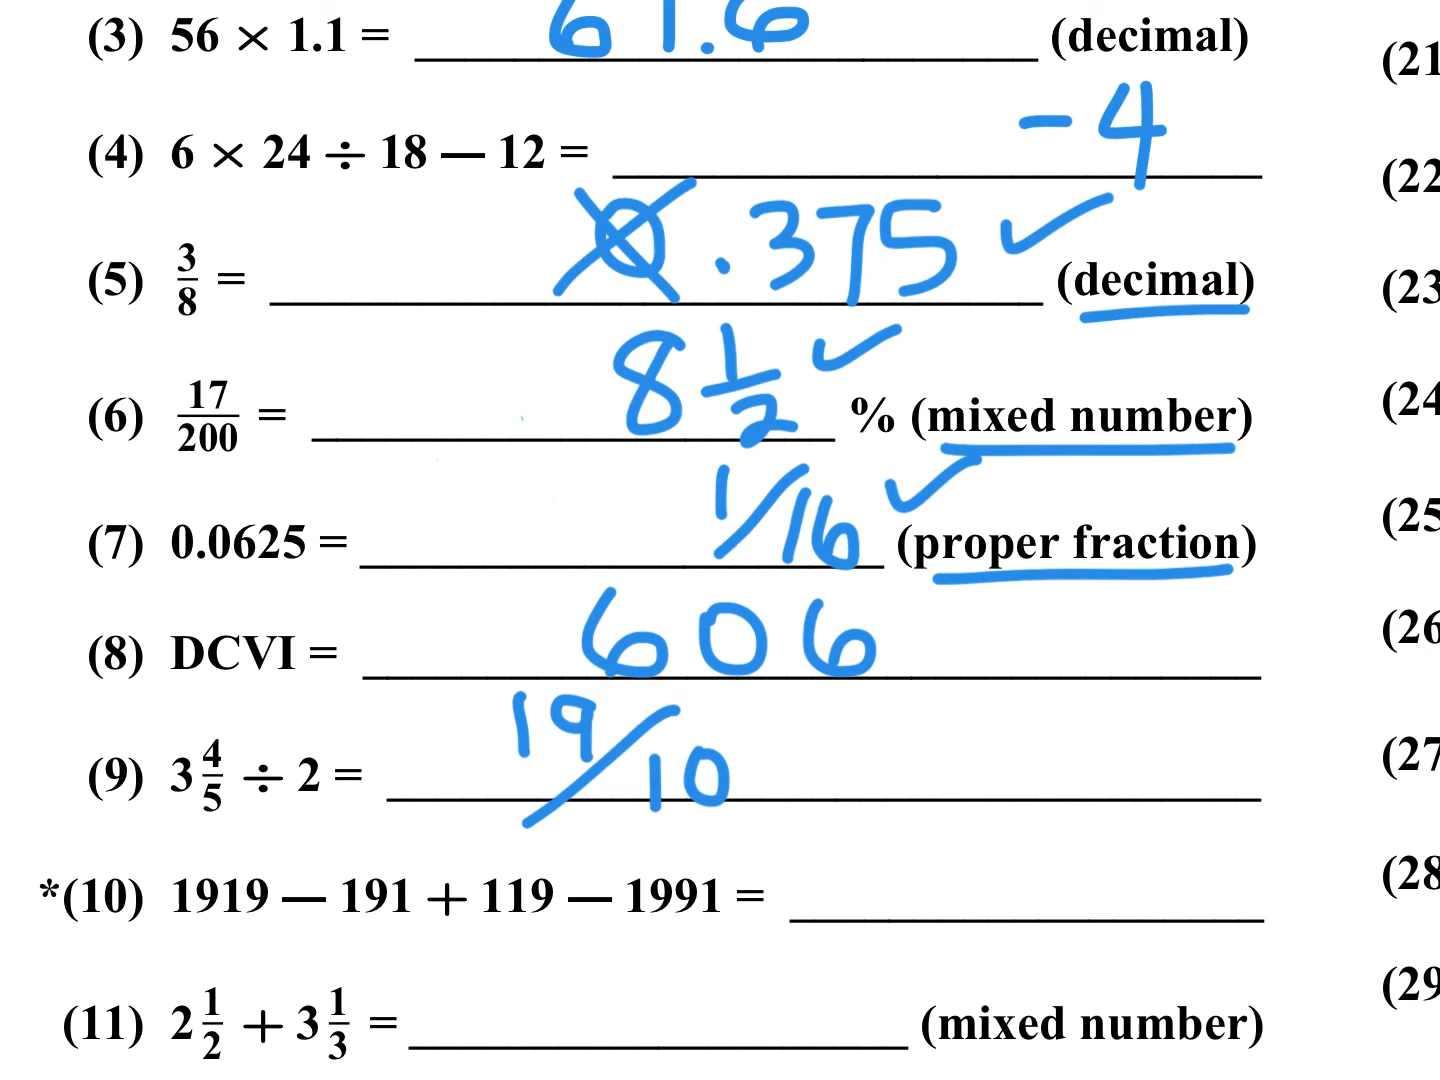 (3) 56 × 1.1 = 61.6 (decimal)
(4) 6 × 24 ÷ 18 — 12 = -4
(5) 3/8 = .375 ✓ (decimal)
(6) 17/200 = 8 1/2 ✓ % (mixed number)
(7) 0.0625 = 1/16 ✓ (proper fraction)
(8) DCVI = 606
(9) 3 4/5 ÷ 2 = 19/10
*(10) 1919 — 191 + 119 — 1991 =
(11) 2 1/2 + 3 1/3 = (mixed number)
(21
(22
(23
(24
(25
(26
(27
(28
(29